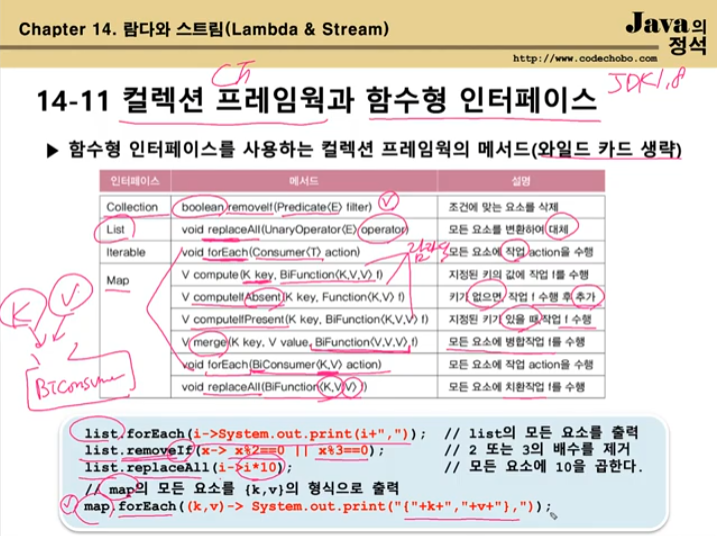 Chapter 14. 람다와 스트림(Lambda & Stream)
Java의 정석
http://www.codechobo.com
CF
JDK1.8
14-11 컬렉션 프레임웍과 함수형 인터페이스
▶ 함수형 인터페이스를 사용하는 컬렉션 프레임웍의 메서드(와일드 카드 생략)
인터페이스 메서드 설명
Collection boolean removeIf(Predicate<E> filter) 조건에 맞는 요소를 삭제
List void replaceAll(UnaryOperator<E> operator) 모든 요소를 변환하여 대체
Iterable void forEach(Consumer<T> action) 모든 요소에 작업 action을 수행
람다식
Map V compute(K key, BiFunction<K,V,V> f) 지정된 키의 값에 작업 f를 수행
V computeIfAbsent(K key, Function<K,V> f) 키가 없으면, 작업 f 수행 후 추가
V computeIfPresent(K key, BiFunction<K,V,V> f) 지정된 키가 있을 때, 작업 f 수행
V merge(K key, V value, BiFunction<V,V,V> f) 모든 요소에 병합작업 f를 수행
void forEach(BiConsumer<K,V> action) 모든 요소에 작업 action을 수행
void replaceAll(BiFunction<K,V,V> f) 모든 요소에 치환작업 f를 수행
K V
BiConsumer
list.forEach(i->System.out.print(i+",")); // list의 모든 요소를 출력
list.removeIf(x-> x%2==0 || x%3==0); // 2 또는 3의 배수를 제거
list.replaceAll(i->i*10); // 모든 요소에 10을 곱한다.
// map의 모든 요소를 {k,v}의 형식으로 출력
map.forEach((k,v)-> System.out.print("{"+k+","+v+"},"));